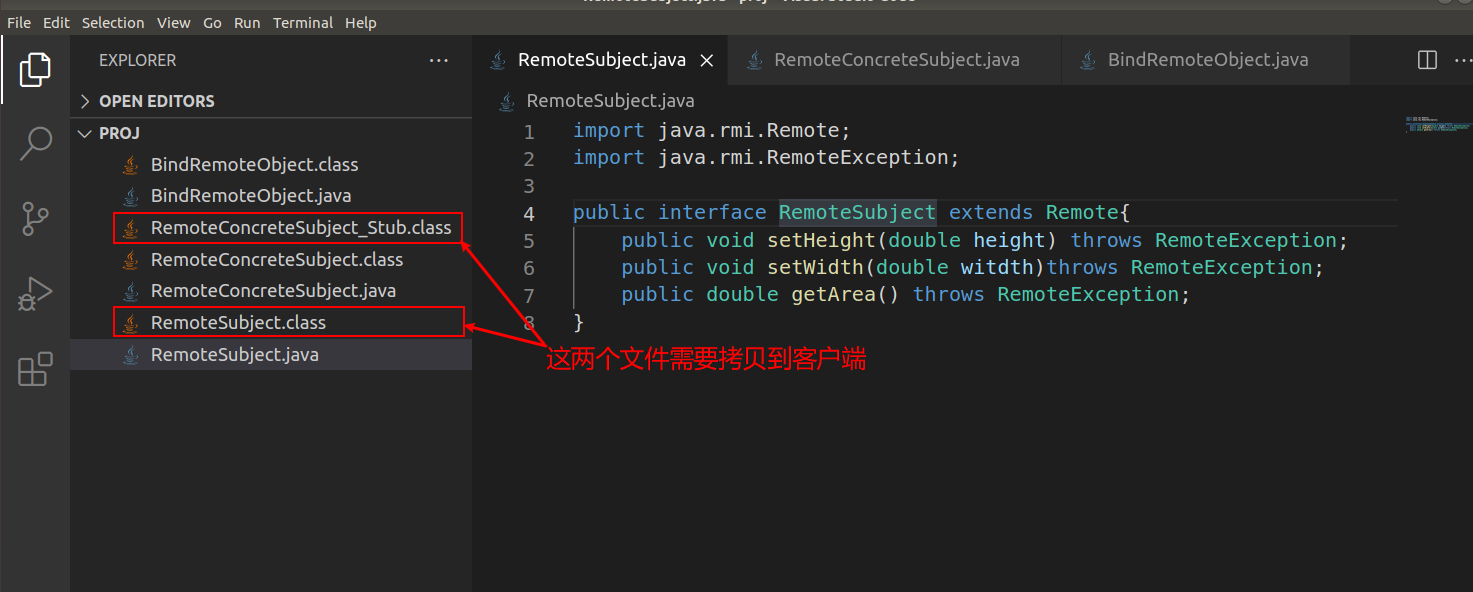 File Edit Selection View Go Run Terminal Help
EXPLORER
OPEN EDITORS
PROJ
BindRemoteObject.class
BindRemoteObject.java
RemoteConcreteSubject_Stub.class
RemoteConcreteSubject.class
RemoteConcreteSubject.java
RemoteSubject.class
RemoteSubject.java
RemoteSubject.java RemoteConcreteSubject.java BindRemoteObject.java
RemoteSubject.java
1 import java.rmi.Remote;
2 import java.rmi.RemoteException;
3
4 public interface RemoteSubject extends Remote{
5 public void setHeight(double height) throws RemoteException;
6 public void setWidth(double witdth)throws RemoteException;
7 public double getArea() throws RemoteException;
8 }
这两个文件需要拷贝到客户端